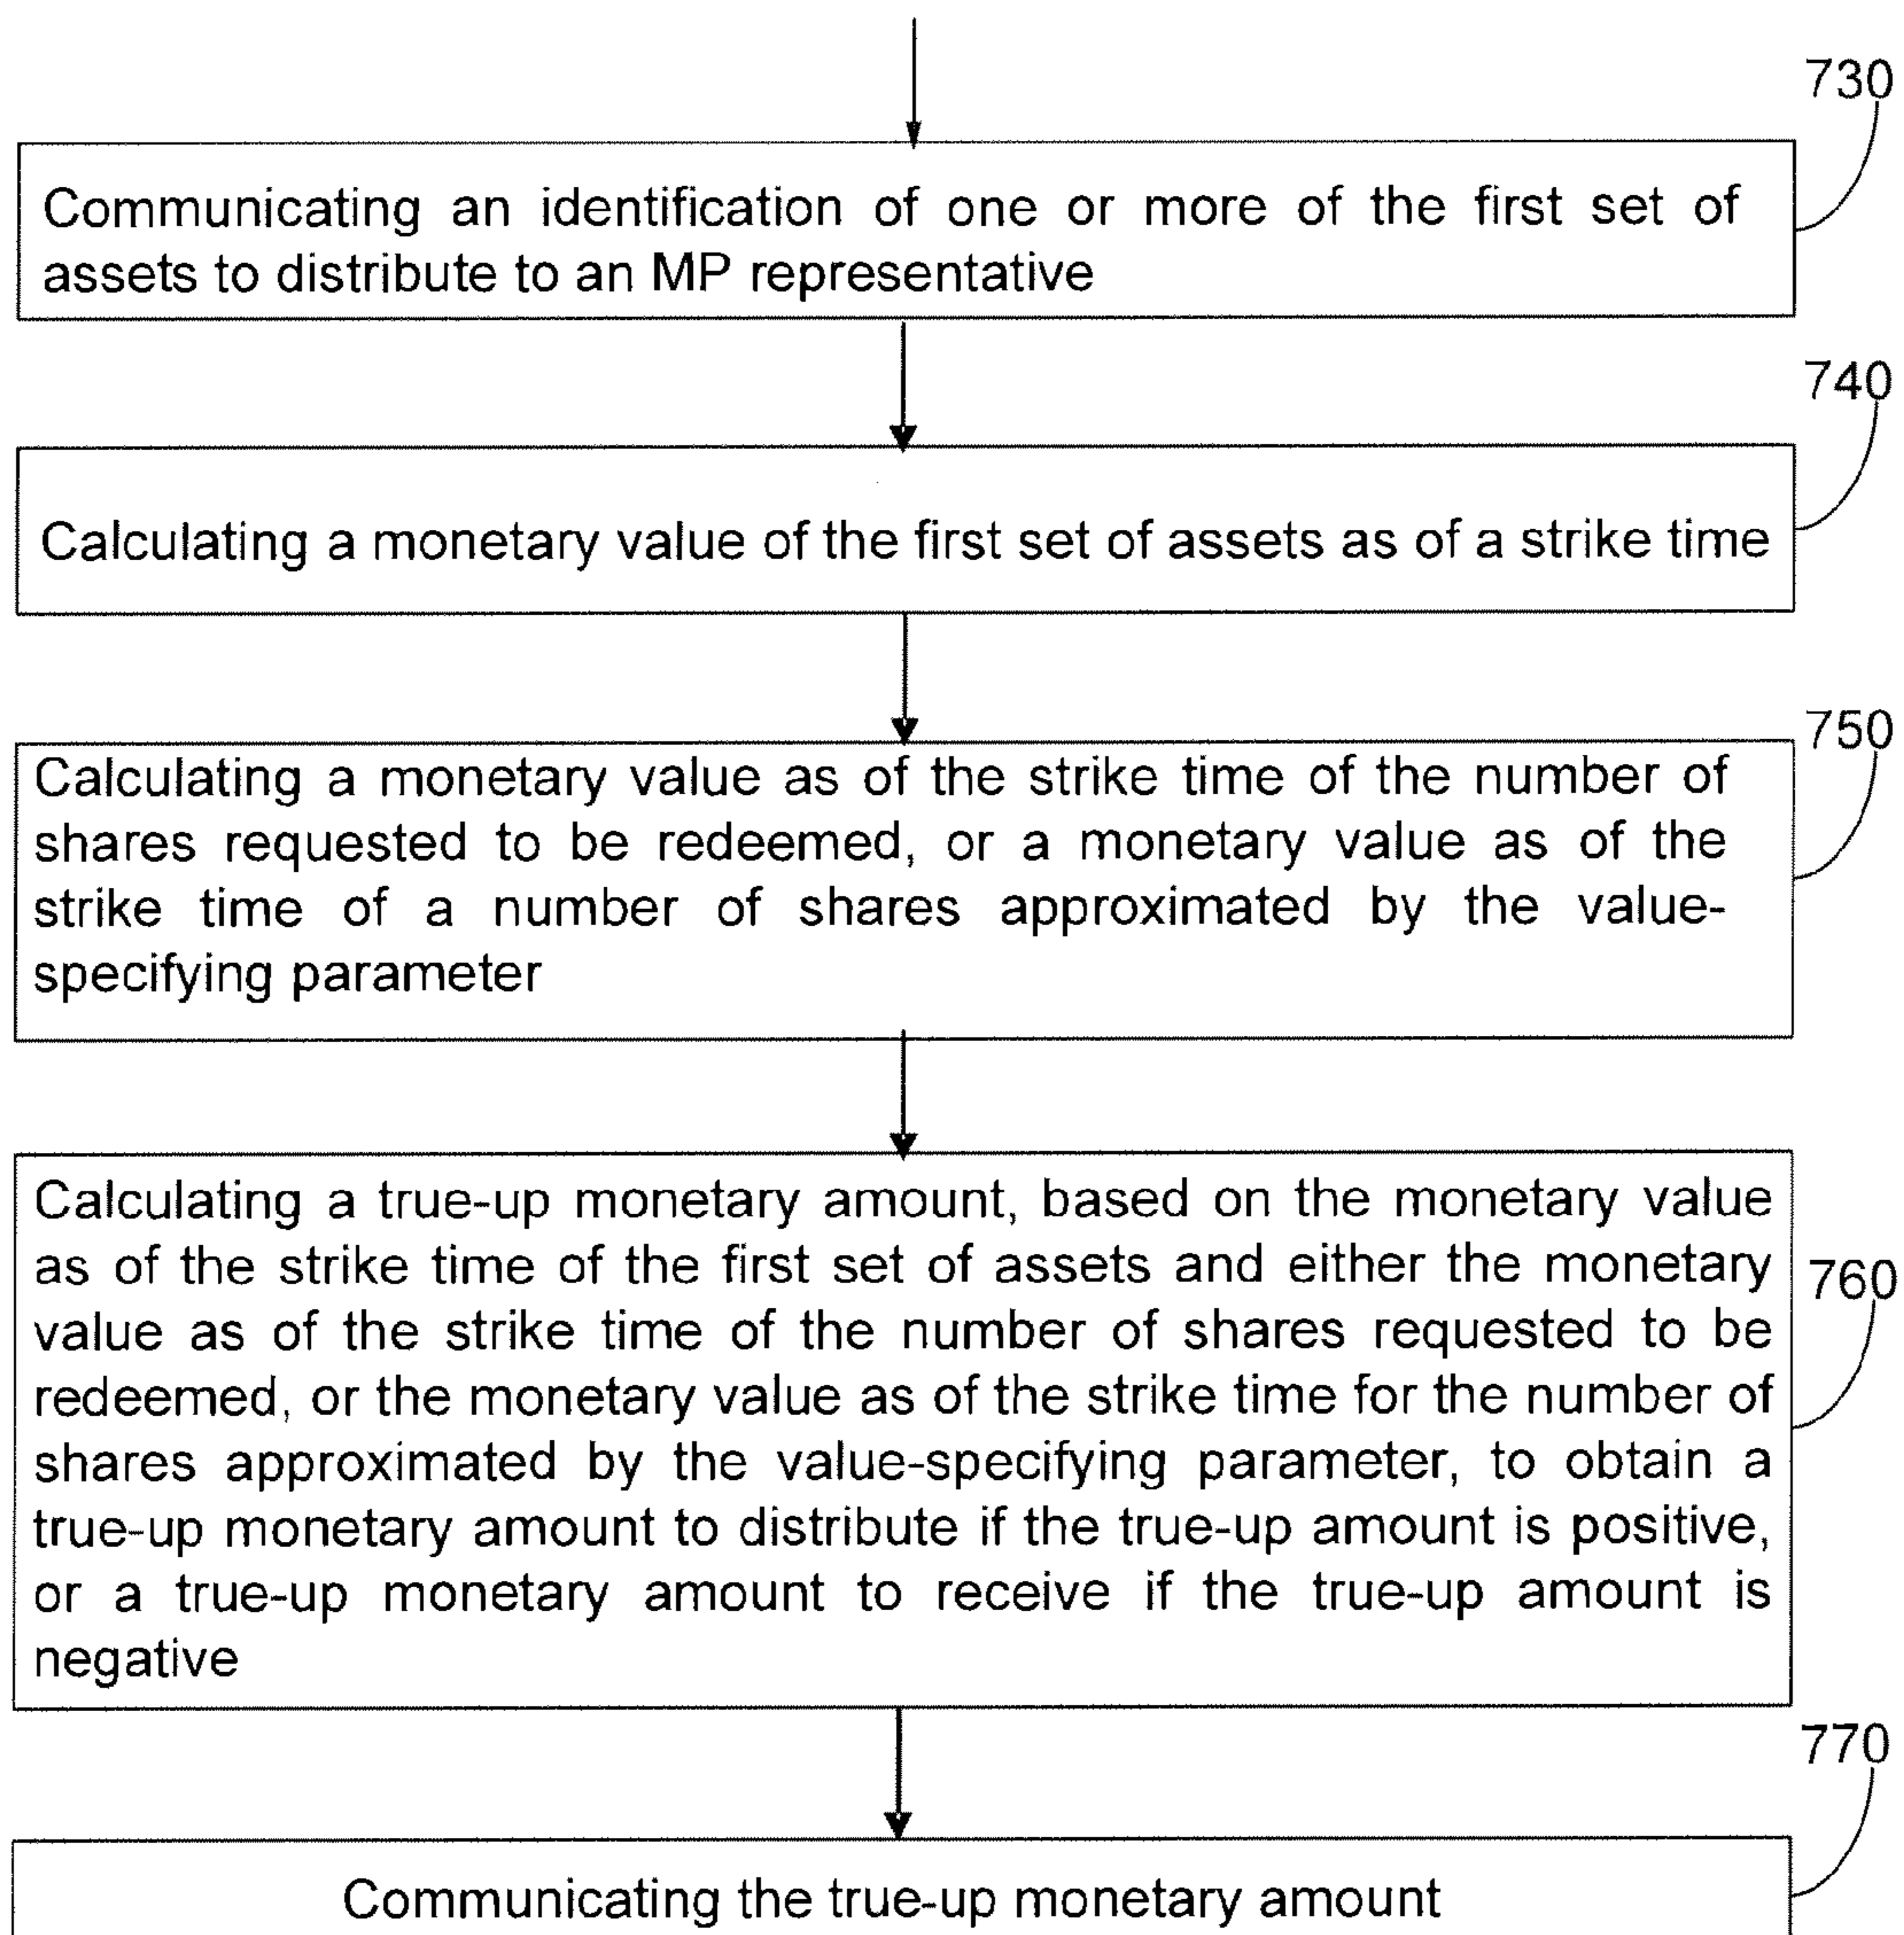 730
Communicating an identification of one or more of the first set of
assets to distribute to an MP representative
740
Calculating a monetary value of the first set of assets as of a strike time
750
Calculating a monetary value as of the strike time of the number of
shares requested to be redeemed, or a monetary value as of the
strike time of a number of shares approximated by the value-
specifying parameter
Calculating a true-up monetary amount, based on the monetary value
as of the strike time of the first set of assets and either the monetary
760
value as of the strike time of the number of shares requested to be
redeemed, or the monetary value as of the strike time for the number of
shares approximated by the value-specifying parameter, to obtain a
true-up monetary amount to distribute if the true-up amount is positive,
or a true-up monetary amount to receive if the true-up amount is
negative
770
Communicating the true-up monetary amount